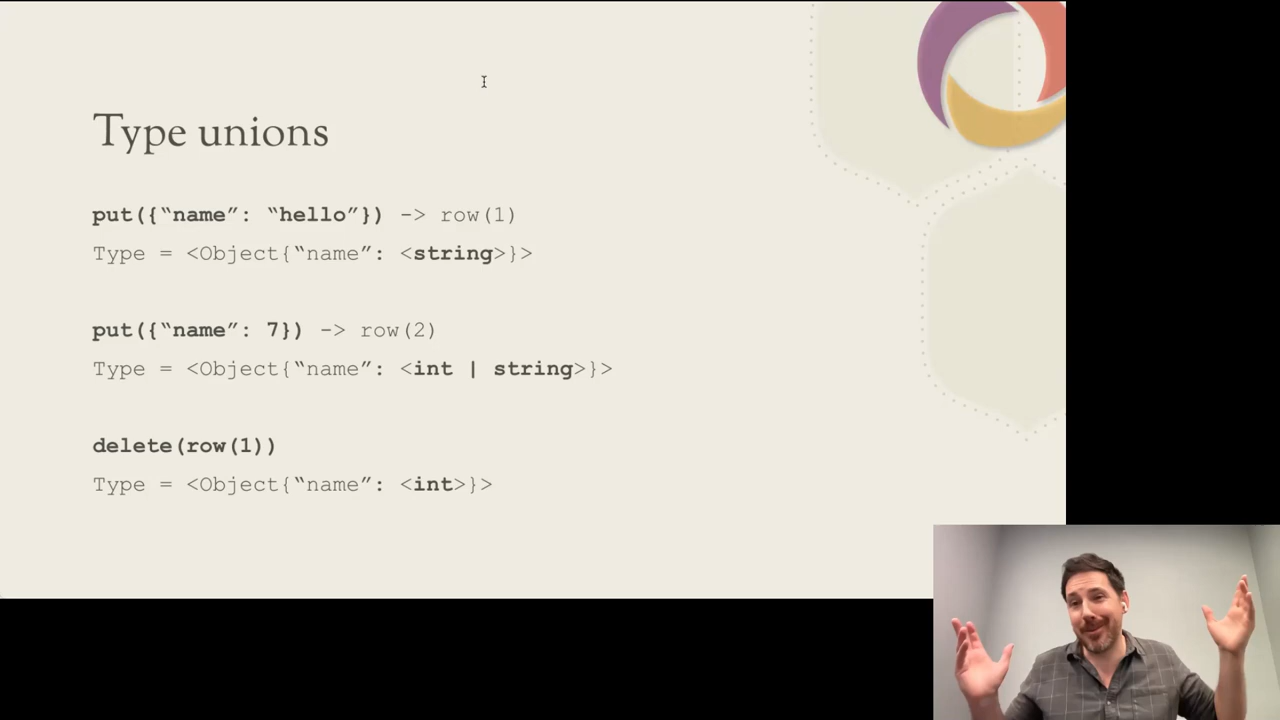 Type unions
put({“name”: “hello”}) -> row(1)
Type = <Object{“name”: <string>}>
put({“name”: 7}) -> row(2)
Type = <Object{“name”: <int | string>}>
delete(row(1))
Type = <Object{“name”: <int>}>